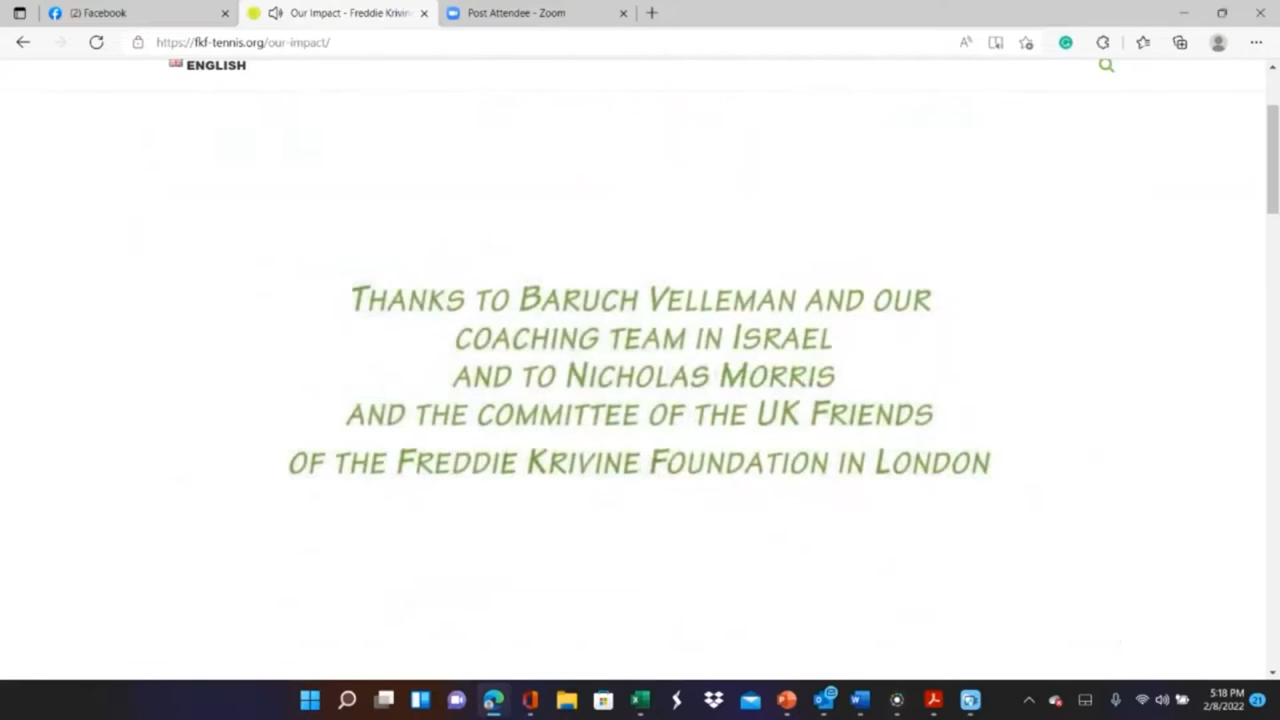 (2) Facebook
Our Impact - Freddie Krivin
Post Attendee - Zoom
https://fkf-tennis.org/our-impact/
ENGLISH
THANKS TO BARUCH VELLEMAN AND OUR
COACHING TEAM IN ISRAEL
AND TO NICHOLAS MORRIS
AND THE COMMITTEE OF THE UK FRIENDS
OF THE FREDDIE KRIVINE FOUNDATION IN LONDON
5:18 PM
2/8/2022
21